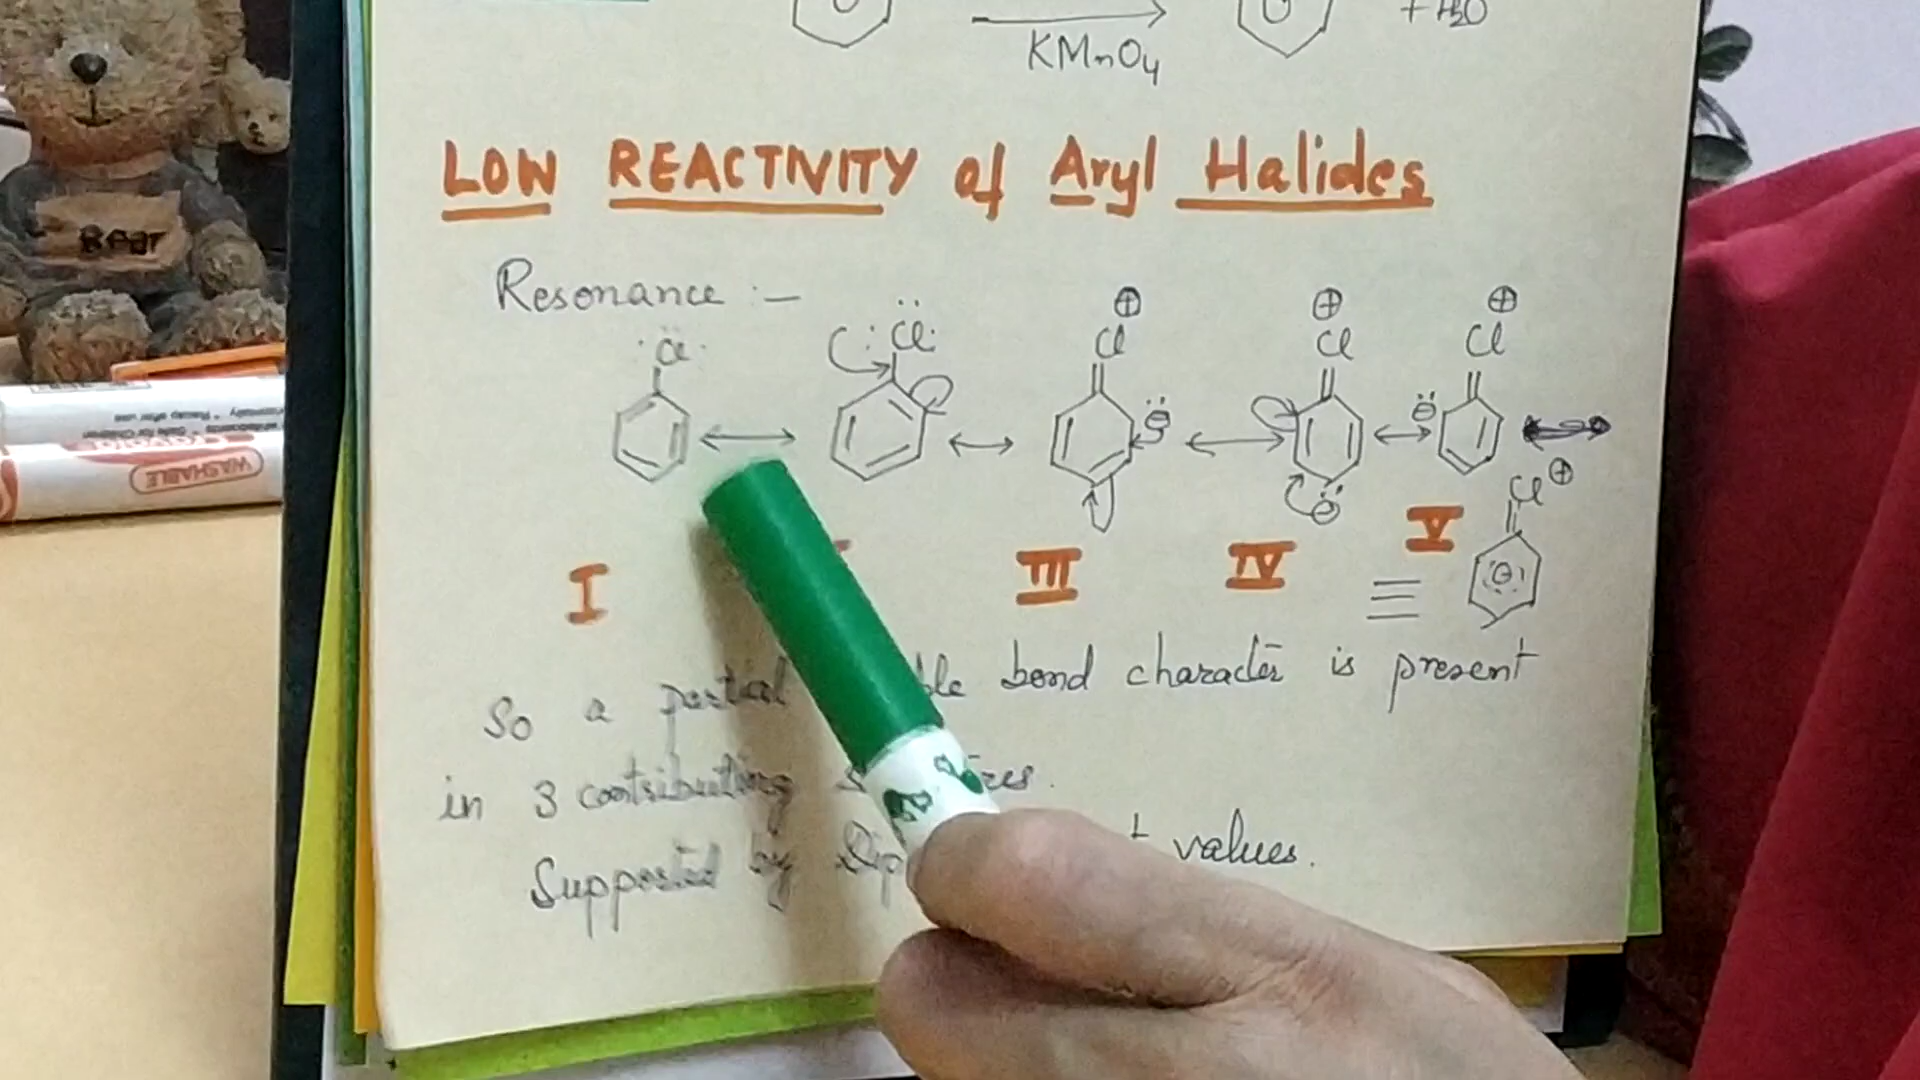 + H2O
KMnO4
LOW REACTIVITY of Aryl Halides
Resonance :-
Cl Cl Cl Cl Cl
⊕ ⊕ ⊕
⊖ ⊖ ⊖
Cl ⊕
I III IV V
≡ ⊖
So a partial bond character is present
in 3 contributing
Supported by values.
Bear
WASHABLE